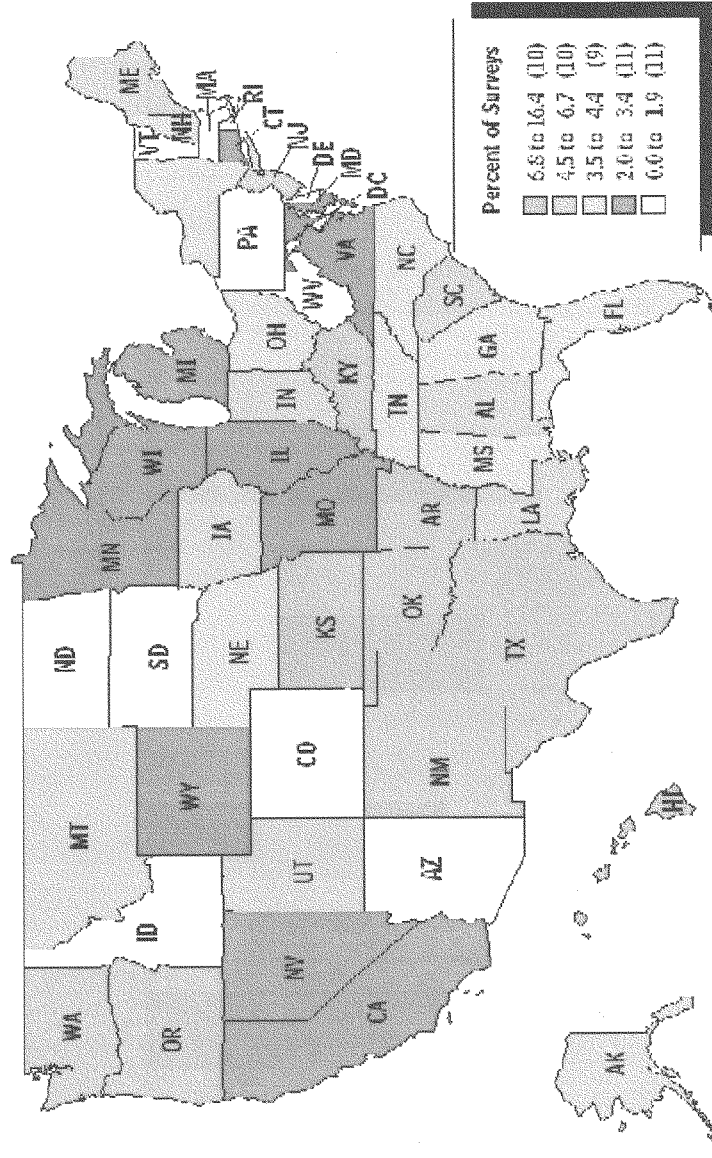 WA
OR
CA
NV
ID
MT
WY
UT
AZ
CD
NM
ND
SD
NE
KS
OK
TX
MN
IA
MO
AR
LA
WI
IL
MI
IN
OH
KY
TN
MS
AL
GA
FL
SC
NC
VA
WV
PA
VT
NH
ME
MA
RI
CT
NJ
DE
MD
DC
AK
HI
Percent of Surveys
6.8 to 16.4 (10)
4.5 to 6.7 (10)
3.5 to 4.4 (9)
2.0 to 3.4 (11)
0.0 to 1.9 (11)